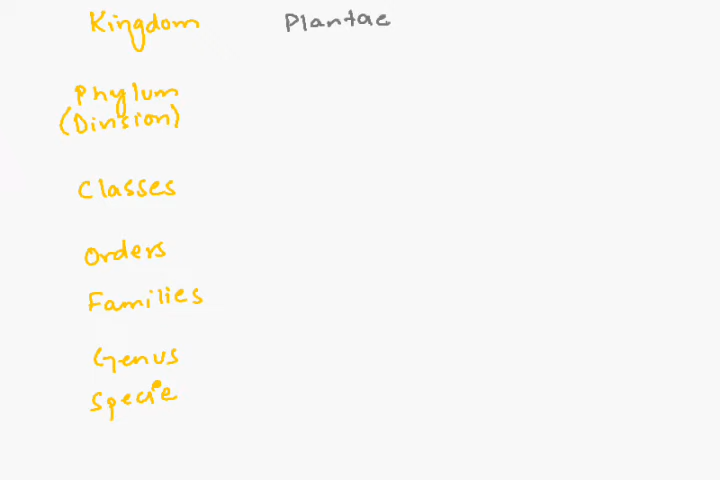 Kingdom Plantae
Phylum
(Dinsion)
Classes
Orders
Families
Genus
Specie